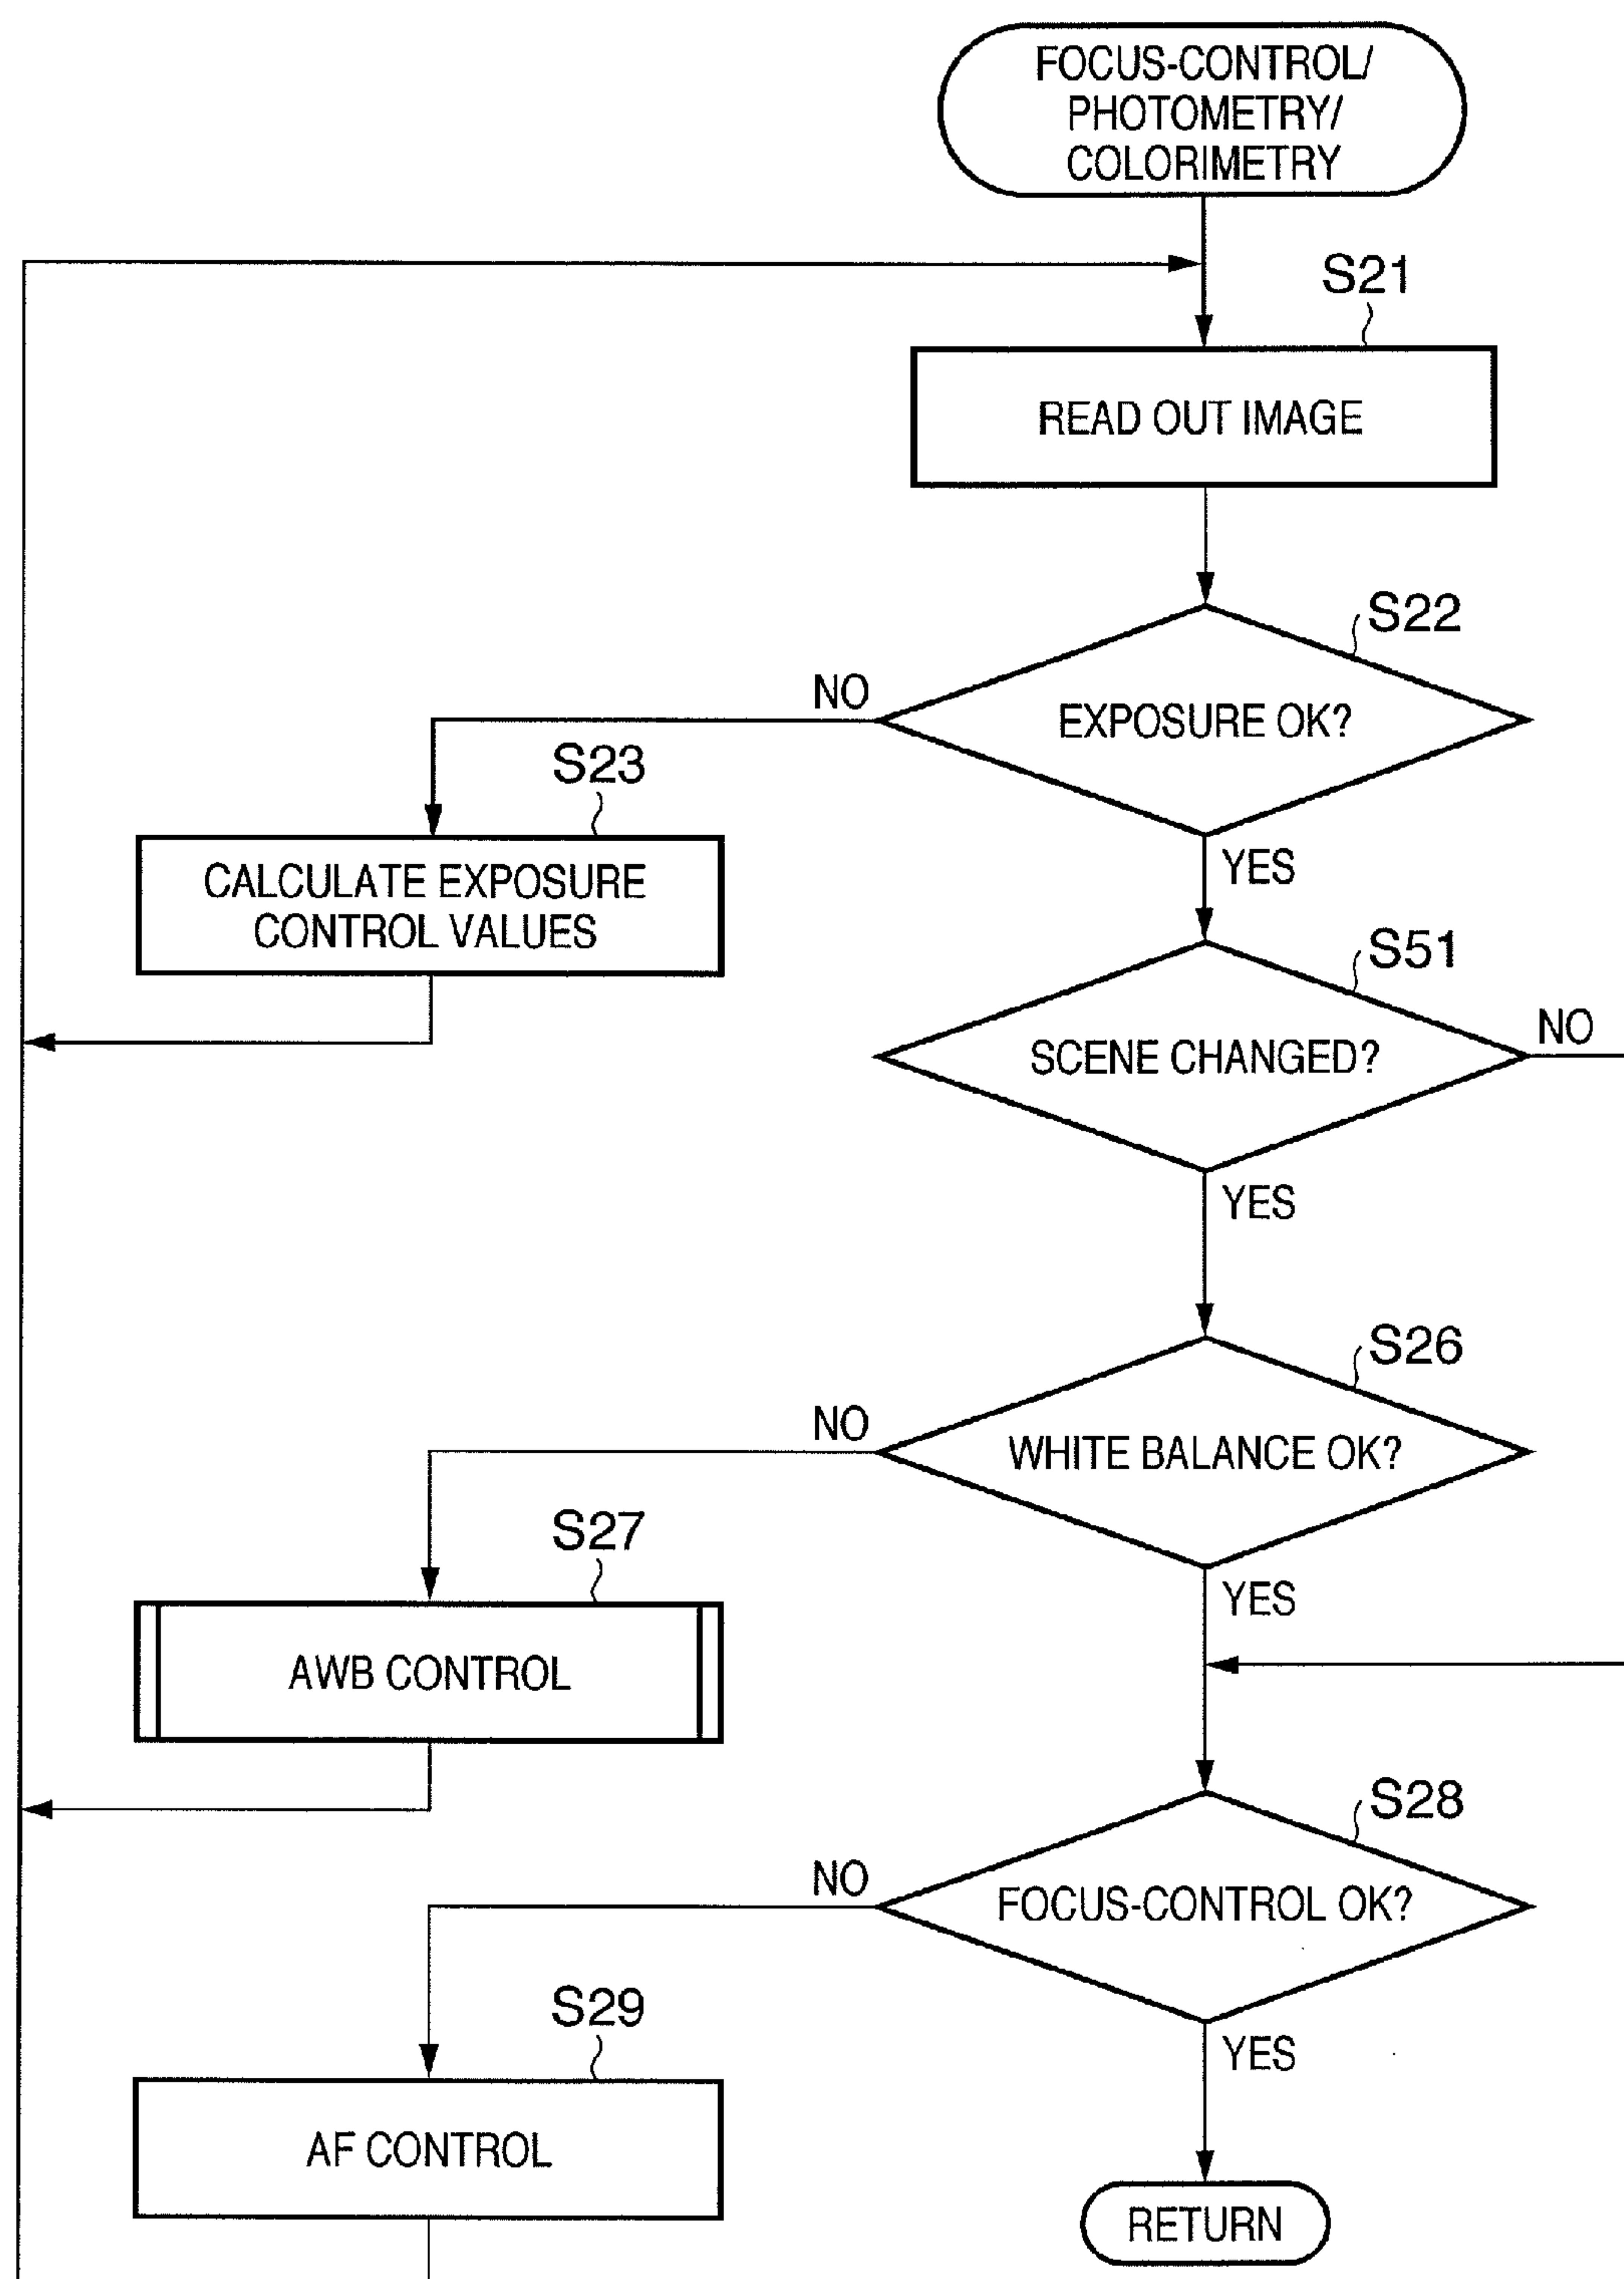 FOCUS-CONTROL/
PHOTOMETRY/
COLORIMETRY
S21
READ OUT IMAGE
S22
NO
EXPOSURE OK?
S23
YES
CALCULATE EXPOSURE
CONTROL VALUES
S51
NO
SCENE CHANGED?
YES
S26
NO
WHITE BALANCE OK?
S27
YES
AWB CONTROL
S28
NO
FOCUS-CONTROL OK?
S29
YES
AF CONTROL
RETURN